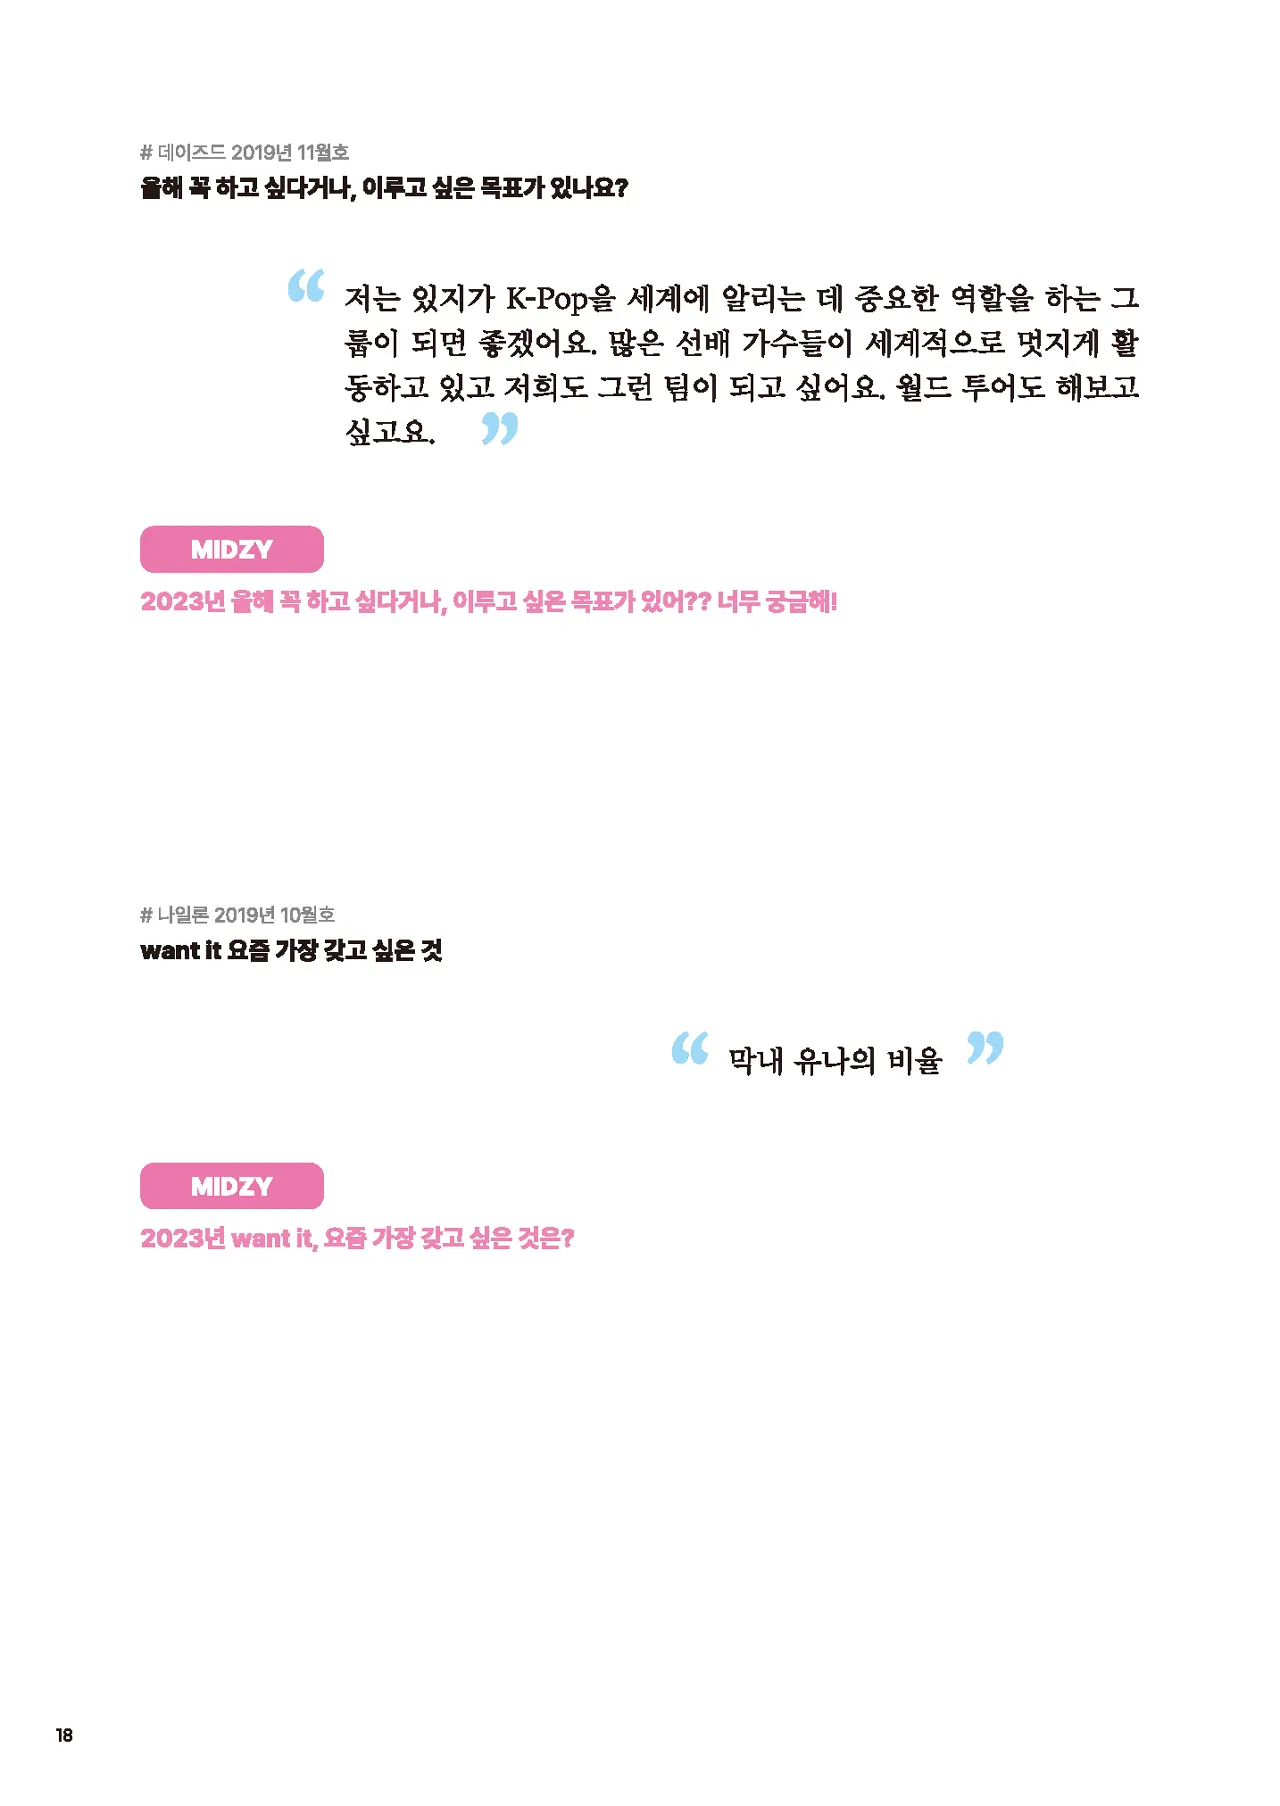 # 데이즈드 2019년 11월호
올해 꼭 하고 싶다거나, 이루고 싶은 목표가 있나요?
“ 저는 있지가 K-Pop을 세계에 알리는 데 중요한 역할을 하는 그
룹이 되면 좋겠어요. 많은 선배 가수들이 세계적으로 멋지게 활
동하고 있고 저희도 그런 팀이 되고 싶어요. 월드 투어도 해보고
싶고요. ”
MIDZY
2023년 올해 꼭 하고 싶다거나, 이루고 싶은 목표가 있어?? 너무 궁금해!
# 나일론 2019년 10월호
want it 요즘 가장 갖고 싶은 것
“ 막내 유나의 비율 ”
MIDZY
2023년 want it, 요즘 가장 갖고 싶은 것은?
18